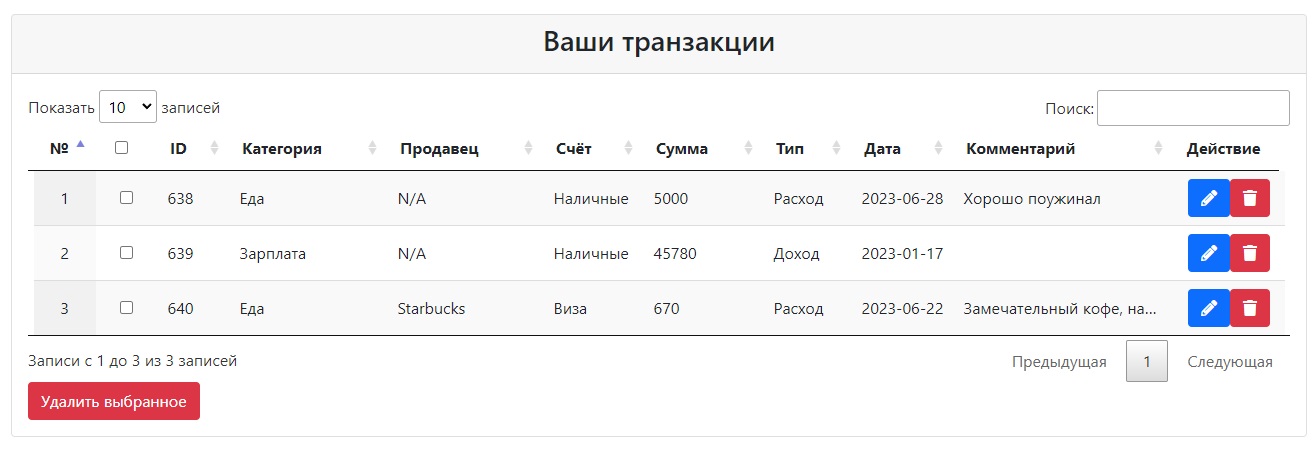 Ваши транзакции
Показать 10 записей Поиск:
№ ID Категория Продавец Счёт Сумма Тип Дата Комментарий Действие
1 638 Еда N/A Наличные 5000 Расход 2023-06-28 Хорошо поужинал
2 639 Зарплата N/A Наличные 45780 Доход 2023-01-17
3 640 Еда Starbucks Виза 670 Расход 2023-06-22 Замечательный кофе, на...
Записи с 1 до 3 из 3 записей Предыдущая 1 Следующая
Удалить выбранное